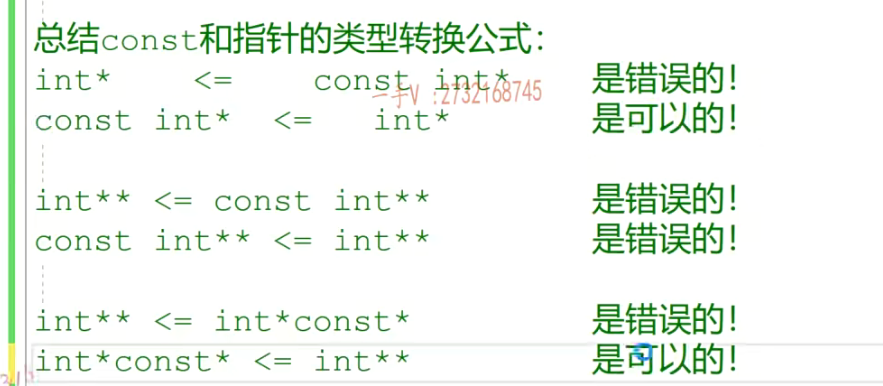 总结const和指针的类型转换公式：
int* <= const int* 是错误的！
一手V :2732168745
const int* <= int* 是可以的！
int** <= const int** 是错误的！
const int** <= int** 是错误的！
int** <= int*const* 是错误的！
int*const* <= int** 是可以的！